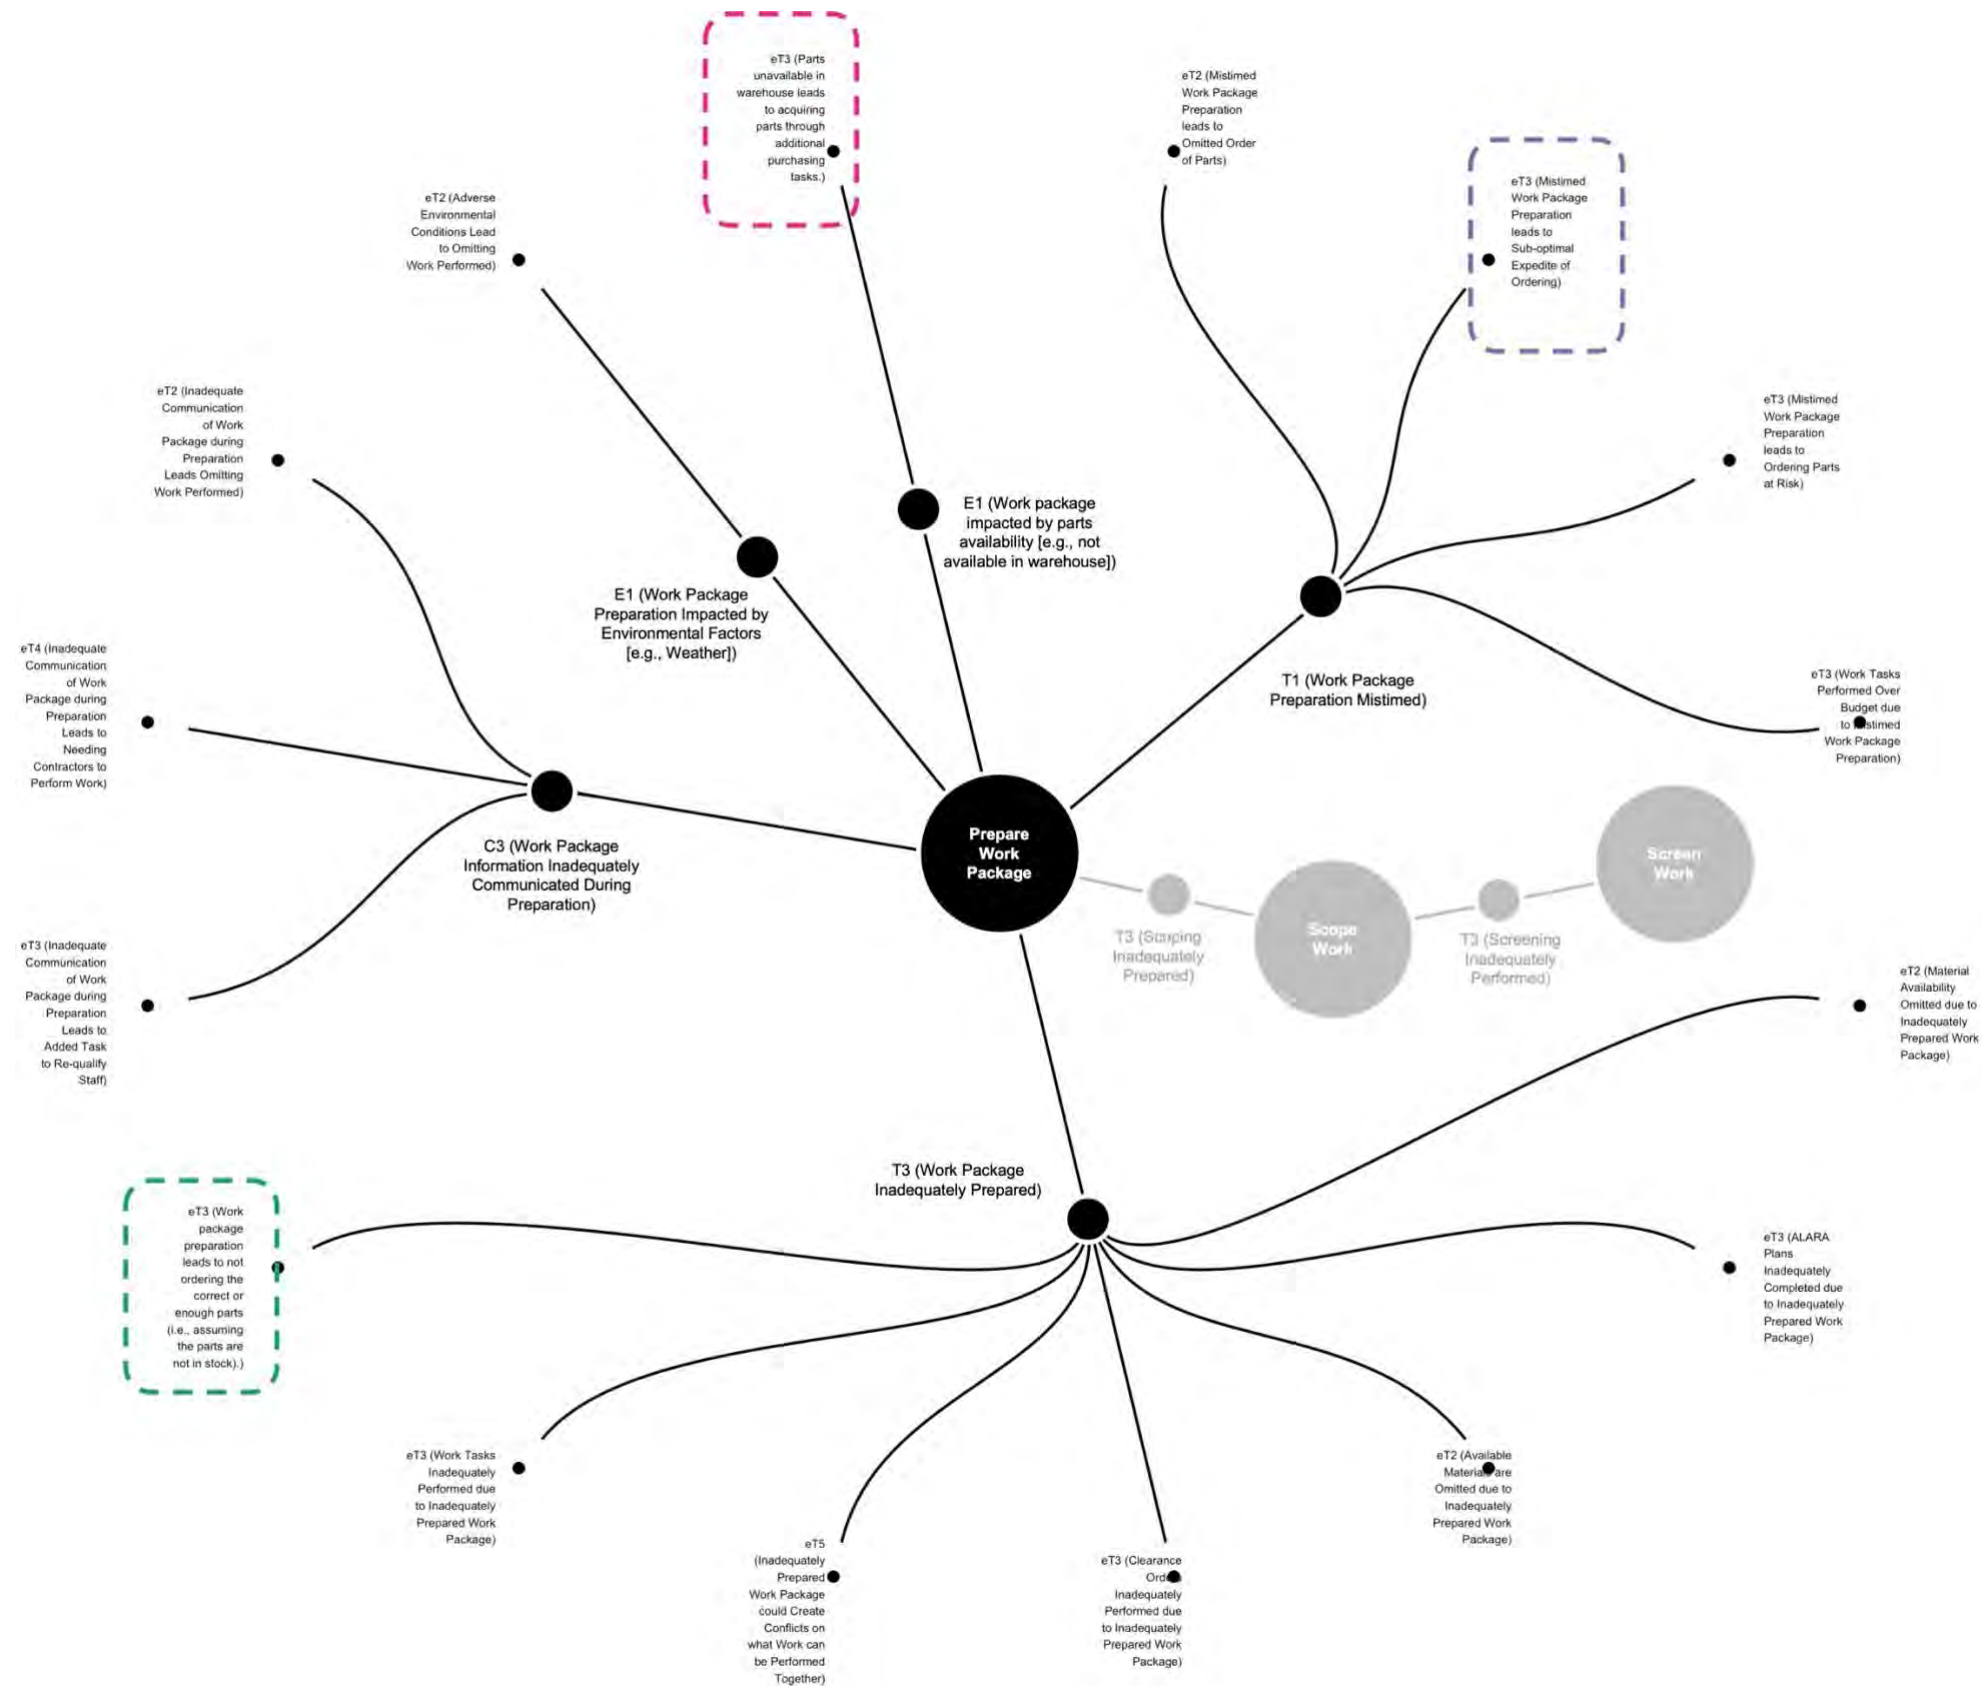 eT3 (Parts
unavailable in
warehouse leads
to acquiring
parts through
additional
purchasing
tasks.)
eT2 (Mistimed
Work Package
Preparation
leads to
Omitted Order
of Parts)
eT3 (Mistimed
Work Package
Preparation
leads to
Sub-optimal
Expedite of
Ordering)
eT2 (Adverse
Environmental
Conditions Lead
to Omitting
Work Performed)
eT2 (Inadequate
Communication
of Work
Package during
Preparation
Leads Omitting
Work Performed)
eT3 (Mistimed
Work Package
Preparation
leads to
Ordering Parts
at Risk)
E1 (Work package
impacted by parts
availability [e.g., not
available in warehouse])
E1 (Work Package
Preparation Impacted by
Environmental Factors
[e.g., Weather])
T1 (Work Package
Preparation Mistimed)
eT4 (Inadequate
Communication
of Work
Package during
Preparation
Leads to
Needing
Contractors to
Perform Work)
eT3 (Work Tasks
Performed Over
Budget due
to Mistimed
Work Package
Preparation)
C3 (Work Package
Information Inadequately
Communicated During
Preparation)
Prepare
Work
Package
T3 (Scoping
Inadequately
Prepared)
Scope
Work
T3 (Screening
Inadequately
Performed)
Screen
Work
eT3 (Inadequate
Communication
of Work
Package during
Preparation
Leads to
Added Task
to Re-qualify
Staff)
eT2 (Material
Availability
Omitted due to
Inadequately
Prepared Work
Package)
T3 (Work Package
Inadequately Prepared)
eT3 (Work
package
preparation
leads to not
ordering the
correct or
enough parts
(i.e., assuming
the parts are
not in stock).)
eT3 (ALARA
Plans
Inadequately
Completed due
to Inadequately
Prepared Work
Package)
eT3 (Work Tasks
Inadequately
Performed due
to Inadequately
Prepared Work
Package)
eT5
(Inadequately
Prepared
Work Package
could Create
Conflicts on
what Work can
be Performed
Together)
eT3 (Clearance
Inadequately
Performed due
to Inadequately
Prepared Work
Package)
eT2 (Available
Materials are
Omitted due to
Inadequately
Prepared Work
Package)